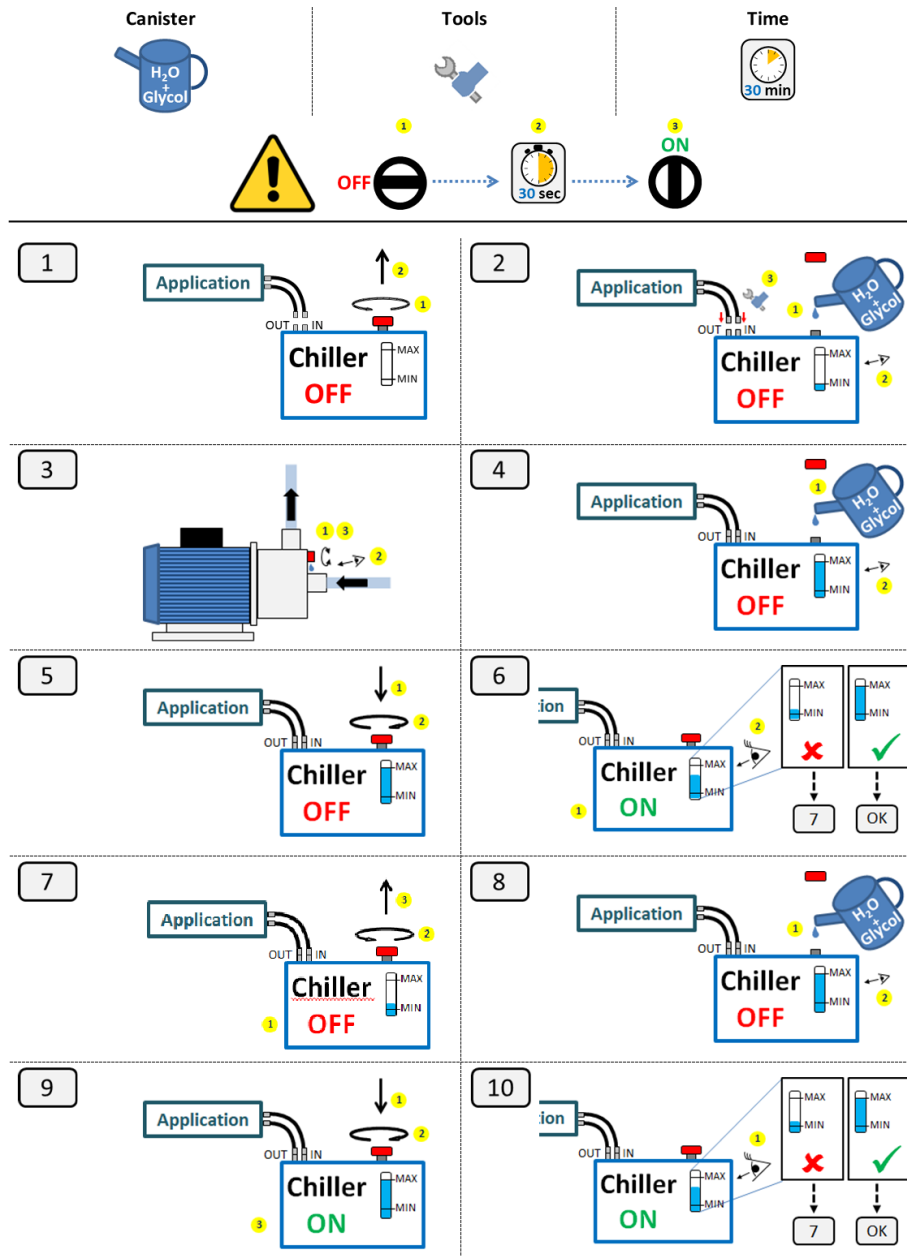 Canister
Tools
Time
H₂O
+
Glycol
30 min
1
2
3
ON
OFF
30 sec
1
Application
2
1
OUT IN
Chiller
OFF
MAX
MIN
2
Application
3
1
H₂O
+
Glycol
OUT IN
Chiller
OFF
MAX
MIN
2
3
1 3
2
4
Application
1
H₂O
+
Glycol
OUT IN
Chiller
OFF
MAX
MIN
2
5
Application
1
2
OUT IN
Chiller
OFF
MAX
MIN
6
tion
OUT IN
2
Chiller
ON
MAX
MIN
1
MAX
MIN
MAX
MIN
7
OK
7
Application
3
2
OUT IN
Chiller
OFF
MAX
MIN
1
8
Application
1
H₂O
+
Glycol
OUT IN
Chiller
OFF
MAX
MIN
2
9
Application
1
2
OUT IN
Chiller
ON
MAX
MIN
3
10
tion
OUT IN
1
Chiller
ON
MAX
MIN
MAX
MIN
MAX
MIN
7
OK